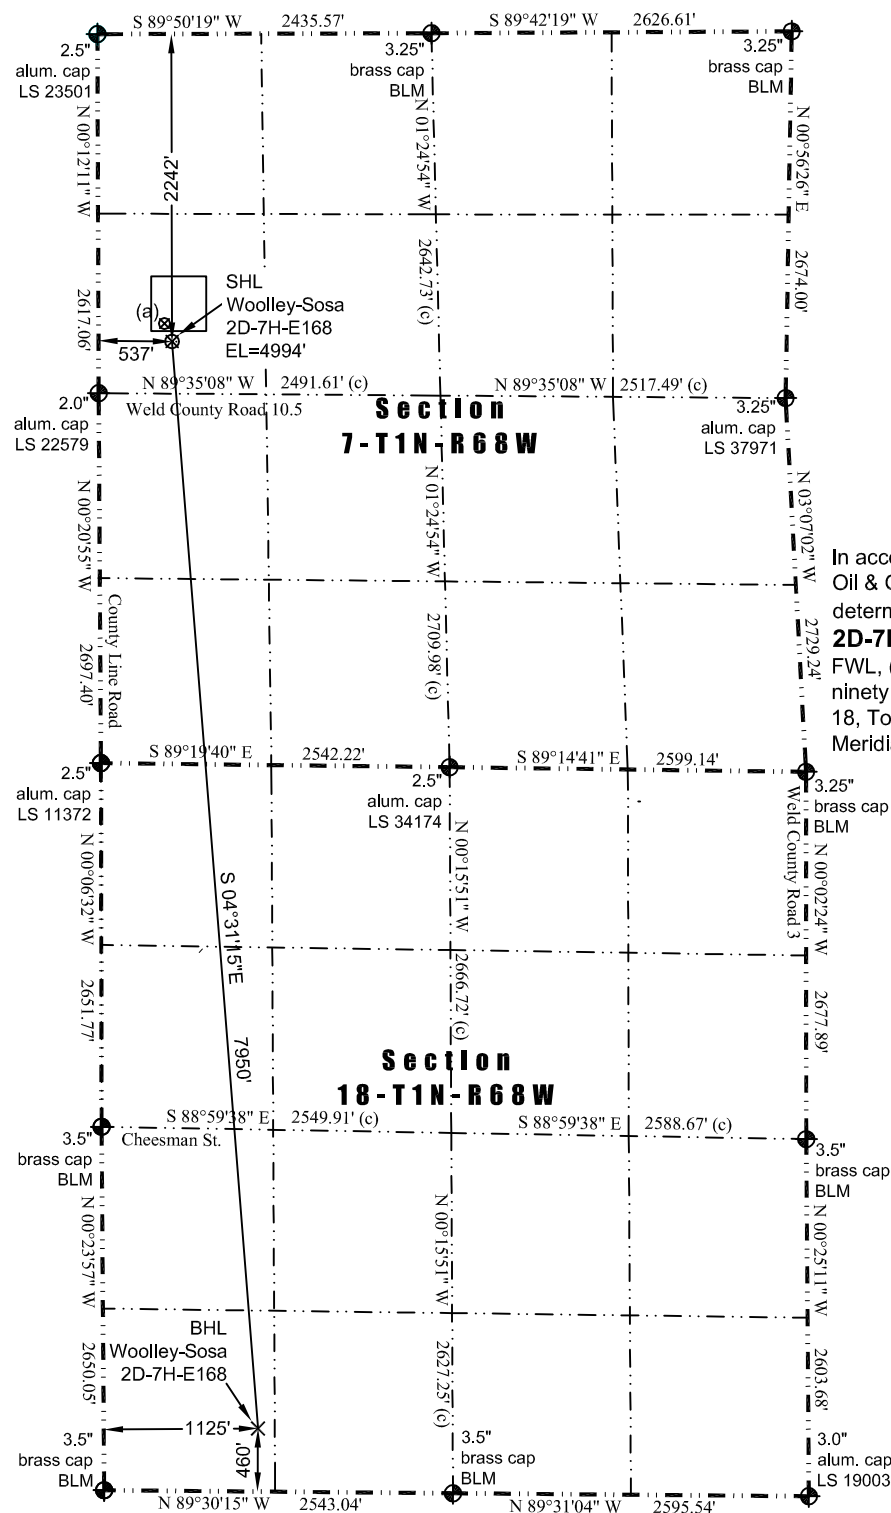 S 89°50'19" W 2435.57'
S 89°42'19" W 2626.61'
2.5"
alum. cap
LS 23501
3.25"
brass cap
BLM
3.25"
brass cap
BLM
N 00°12'11" W
2617.06'
2242'
N 01°24'54" W
2642.73' (c)
N 00°56'26" E
2674.00'
(a)
SHL
Woolley-Sosa
2D-7H-E168
EL=4994'
537'
N 89°35'08" W 2491.61' (c)
N 89°35'08" W 2517.49' (c)
Weld County Road 10.5
2.0"
alum. cap
LS 22579
Section
7-T1N-R68W
3.25"
alum. cap
LS 37971
N 00°20'55" W
2697.40'
County Line Road
N 01°24'54" W
2709.98' (c)
N 03°07'02" W
2729.24'
In acco
Oil & G
determ
2D-7H
FWL, (
ninety
18, To
Meridia
S 89°19'40" E 2542.22'
S 89°14'41" E 2599.14'
2.5"
alum. cap
LS 11372
2.5"
alum. cap
LS 34174
3.25"
brass cap
BLM
Weld County Road 3
N 00°06'32" W
2651.77'
S 04°31'15"E 7950'
N 00°15'51" W
2666.72' (c)
N 00°02'24" W
2677.89'
Section
18-T1N-R68W
S 88°59'38" E 2549.91' (c)
S 88°59'38" E 2588.67' (c)
Cheesman St.
3.5"
brass cap
BLM
3.5"
brass cap
BLM
N 00°23'57" W
2650.05'
N 00°15'51" W
2627.25' (c)
N 00°25'11" W
2603.68'
BHL
Woolley-Sosa
2D-7H-E168
1125'
460'
3.5"
brass cap
BLM
3.5"
brass cap
BLM
3.0"
alum. cap
LS 19003
N 89°30'15" W 2543.04'
N 89°31'04" W 2595.54'